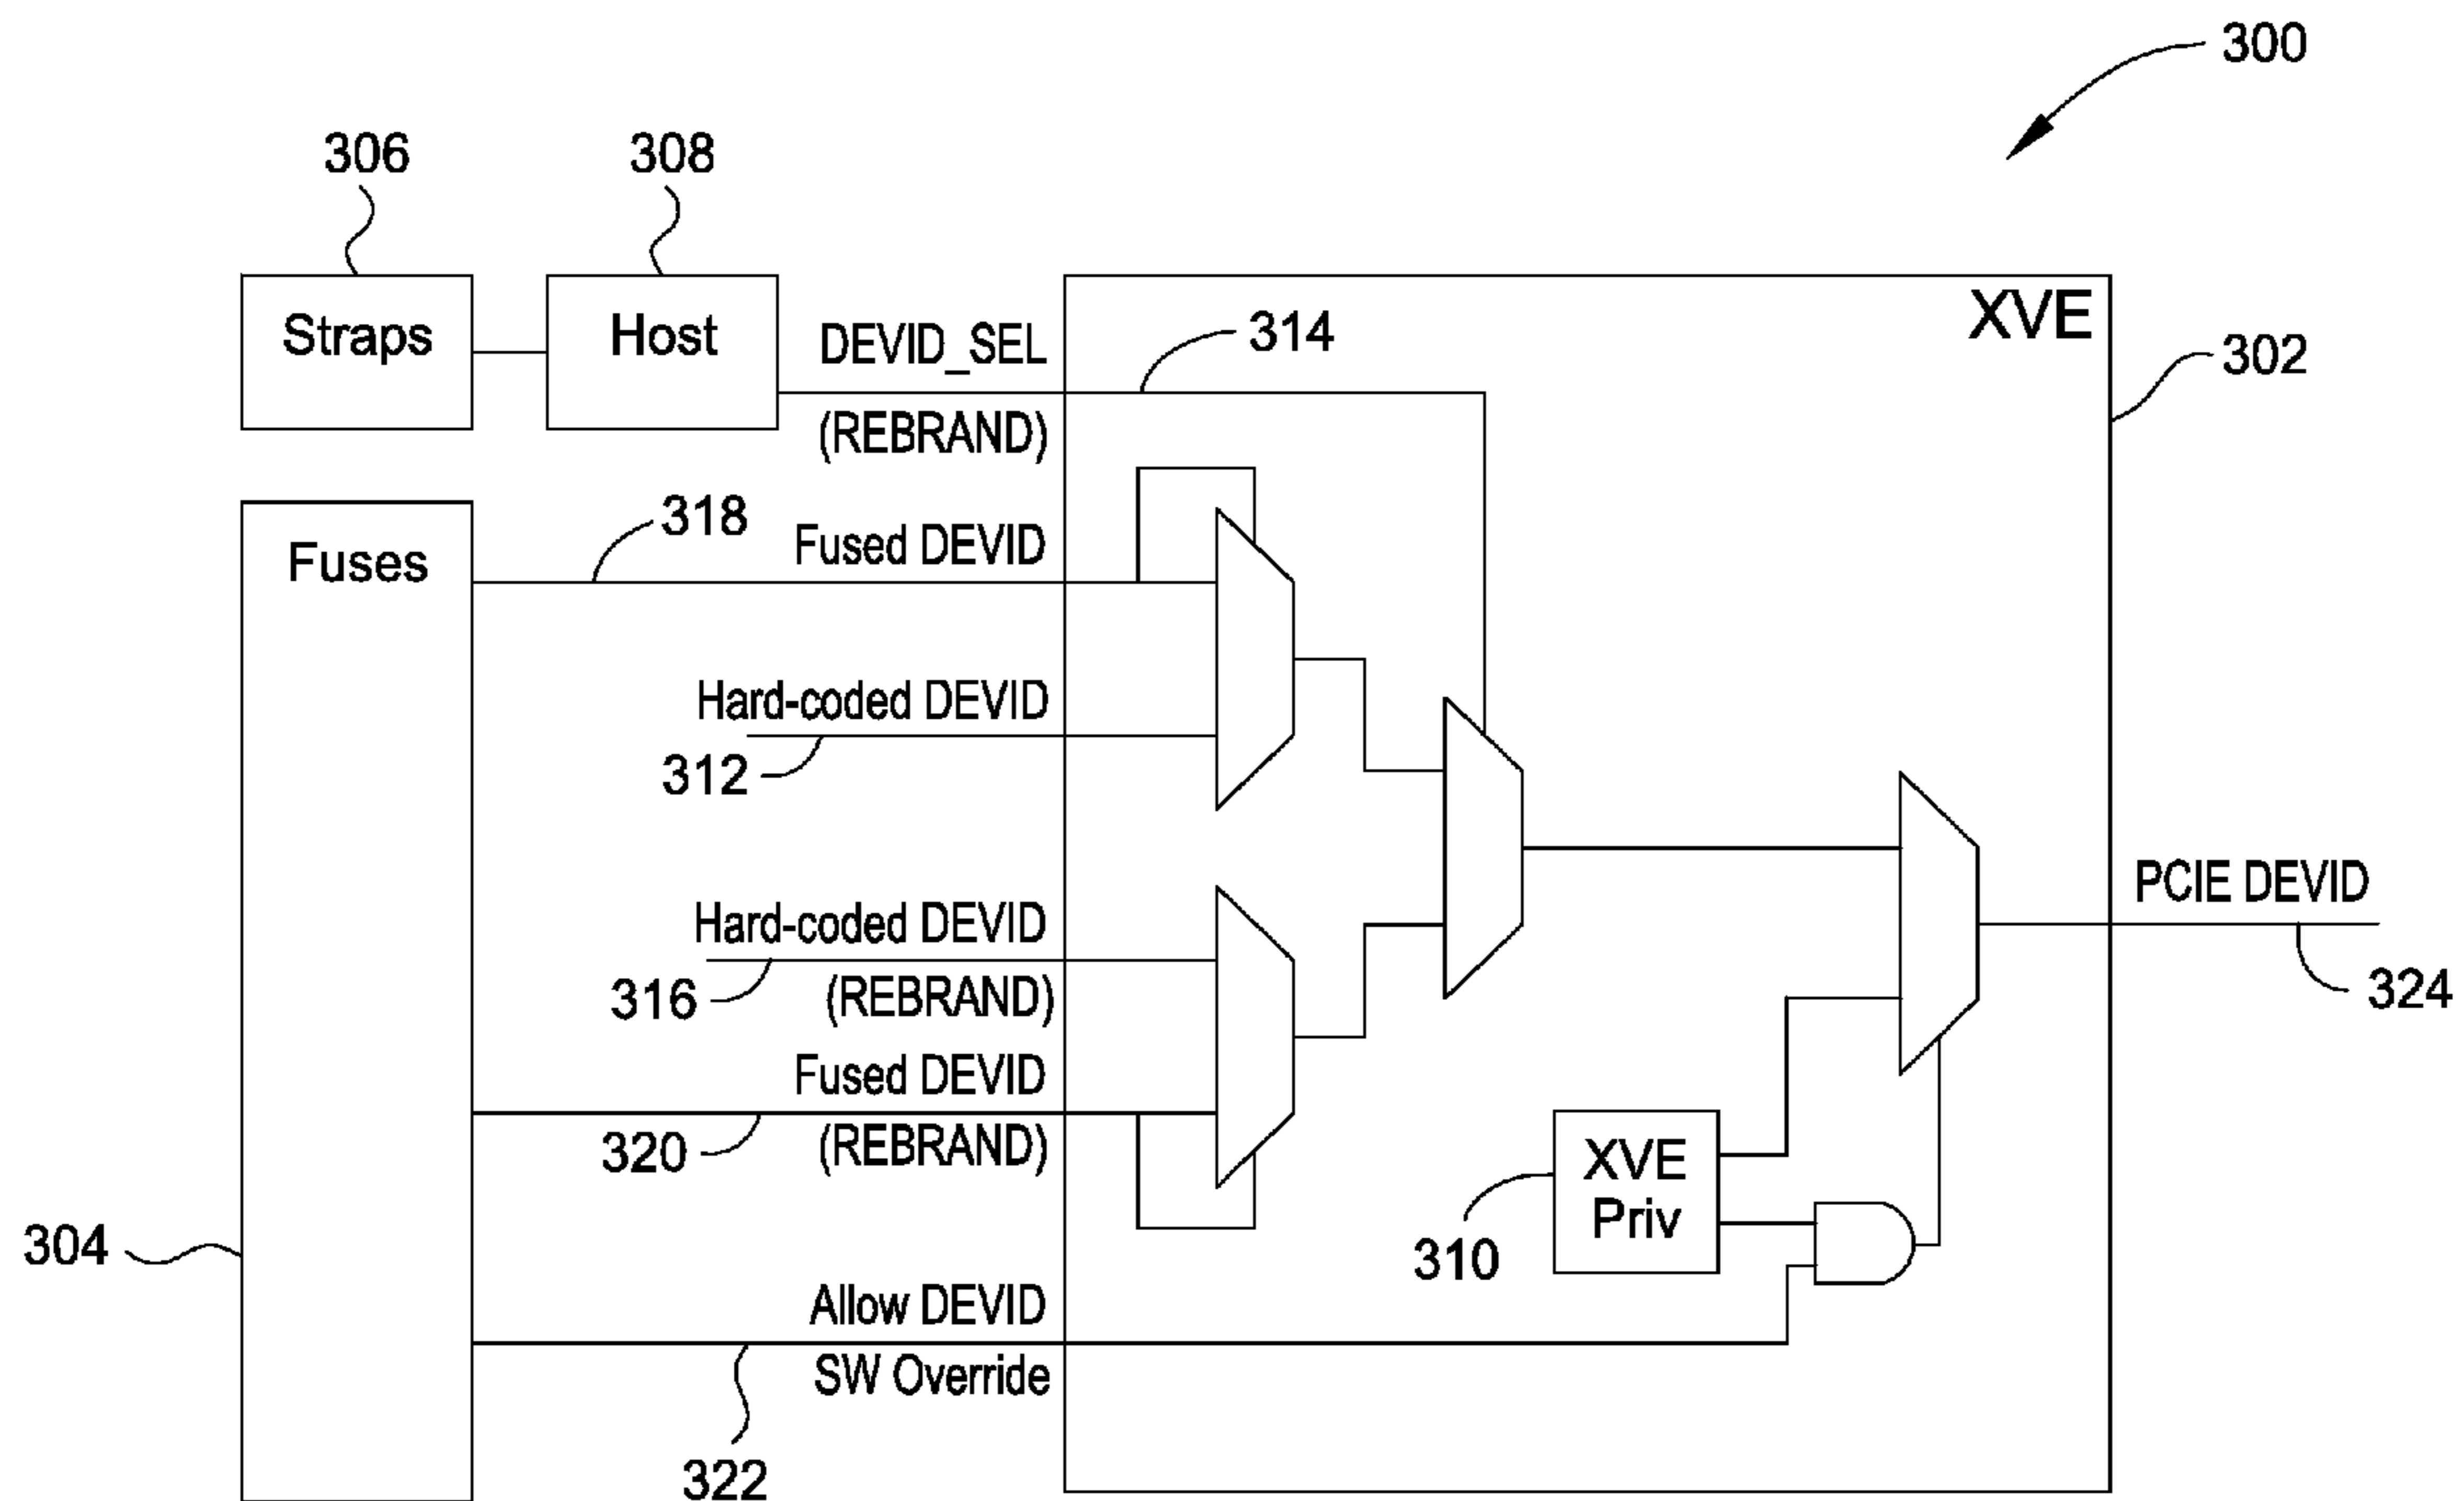 300
306
308
Straps
Host
DEVID_SEL
(REBRAND)
314
XVE
302
Fuses
318
Fused DEVID
Hard-coded DEVID
312
Hard-coded DEVID
(REBRAND)
316
Fused DEVID
(REBRAND)
320
PCIE DEVID
324
XVE
Priv
310
304
Allow DEVID
SW Override
322